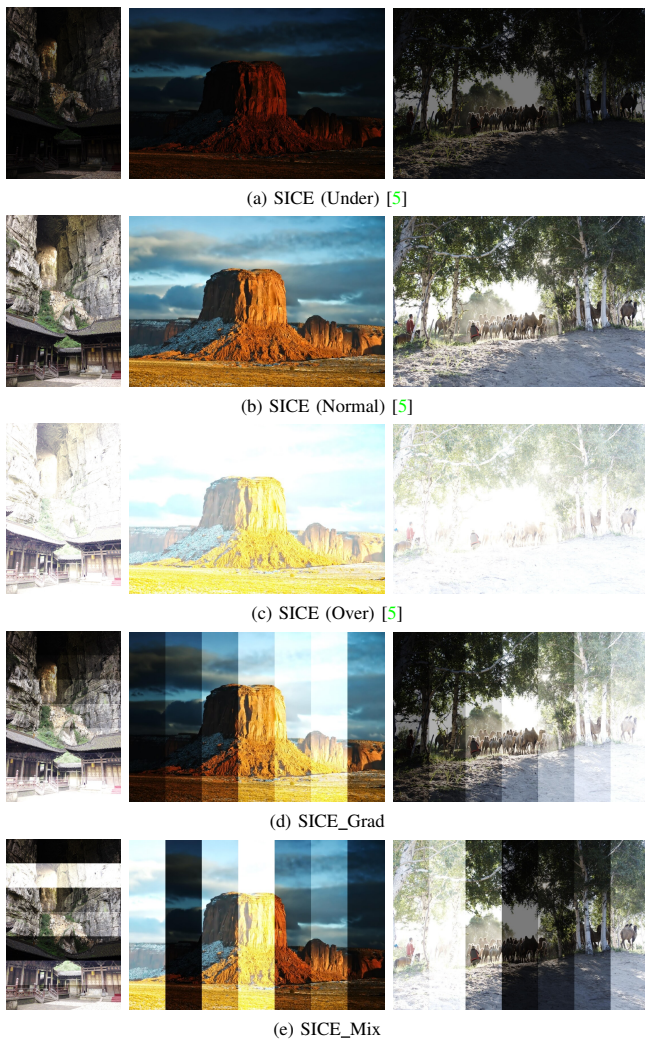 (a) SICE (Under) [5]
(b) SICE (Normal) [5]
(c) SICE (Over) [5]
(d) SICE_Grad
(e) SICE_Mix